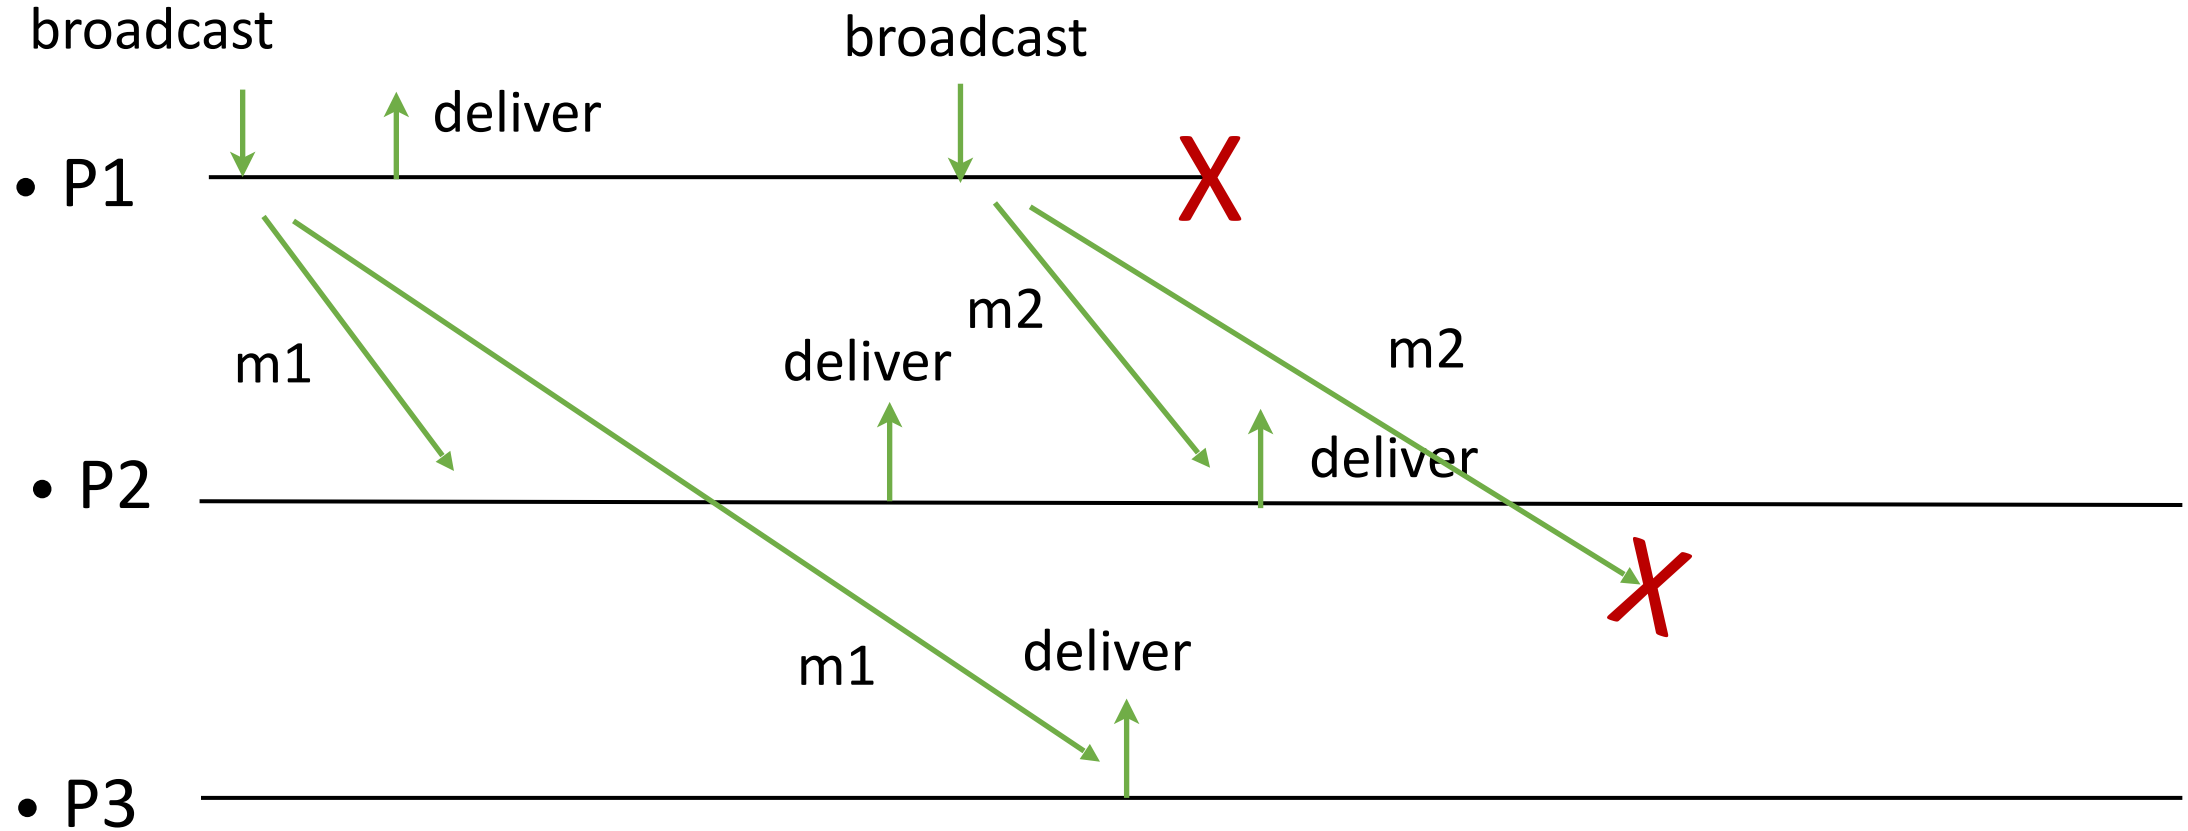 broadcast
broadcast
deliver
• P1
m2
m2
m1
deliver
deliver
• P2
deliver
m1
• P3